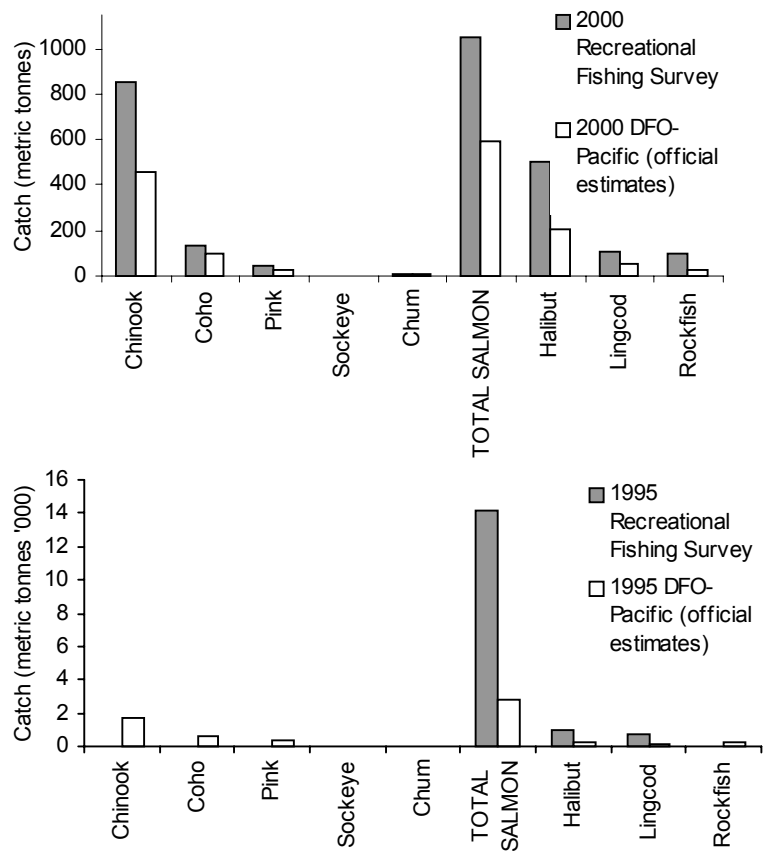 Catch (metric tonnes)
1000
800
600
400
200
0
2000
Recreational
Fishing Survey
2000 DFO-
Pacific (official
estimates)
Chinook
Coho
Pink
Sockeye
Chum
TOTAL SALMON
Halibut
Lingcod
Rockfish
Catch (metric tonnes '000)
16
14
12
10
8
6
4
2
0
1995
Recreational
Fishing Survey
1995 DFO-
Pacific (official
estimates)
Chinook
Coho
Pink
Sockeye
Chum
TOTAL
SALMON
Halibut
Lingcod
Rockfish